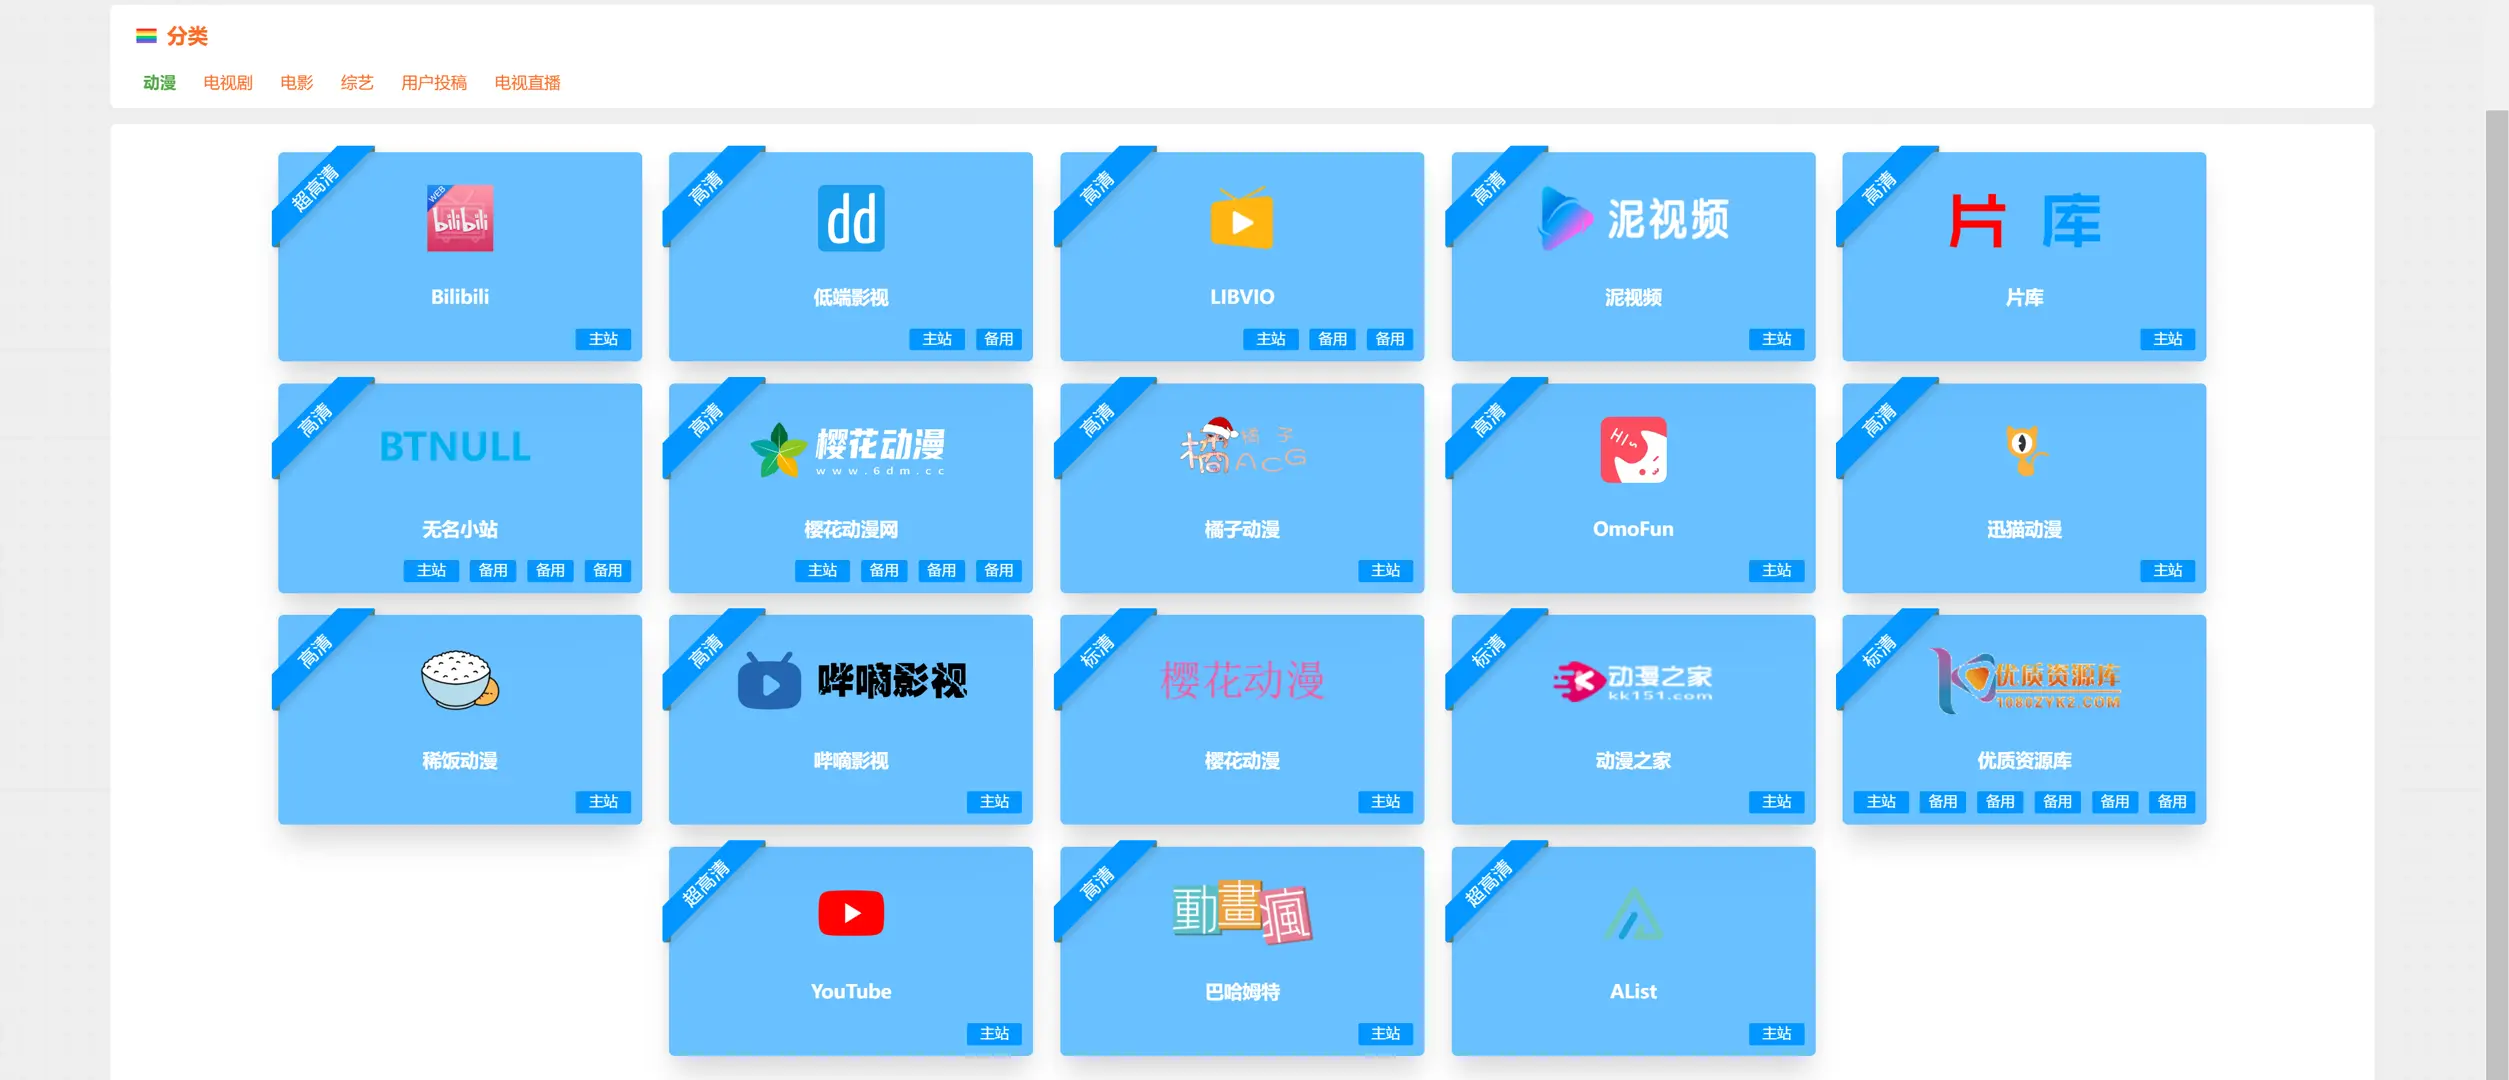 分类
动漫 电视剧 电影 综艺 用户投稿 电视直播
超高清 高清 高清 高清 高清
WEB bilibili dd 泥视频 片 库
Bilibili 低端影视 LIBVIO 泥视频 片库
主站 主站 备用 主站 备用 备用 主站 主站
高清 高清 高清 高清 高清
BTNULL 樱花动漫 www.6dm.cc 橘 橘子 ACG HIs
无名小站 樱花动漫网 橘子动漫 OmoFun 迅猫动漫
主站 备用 备用 备用 主站 备用 备用 备用 主站 主站 主站
高清 高清 标清 标清 标清
哔嘀影视 樱花动漫 动漫之家 kk151.com 优质资源库 1080ZYKZ.COM
稀饭动漫 哔嘀影视 樱花动漫 动漫之家 优质资源库
主站 主站 主站 主站 主站 备用 备用 备用 备用 备用
超高清 高清 超高清
動畫瘋
YouTube 巴哈姆特 AList
主站 主站 主站